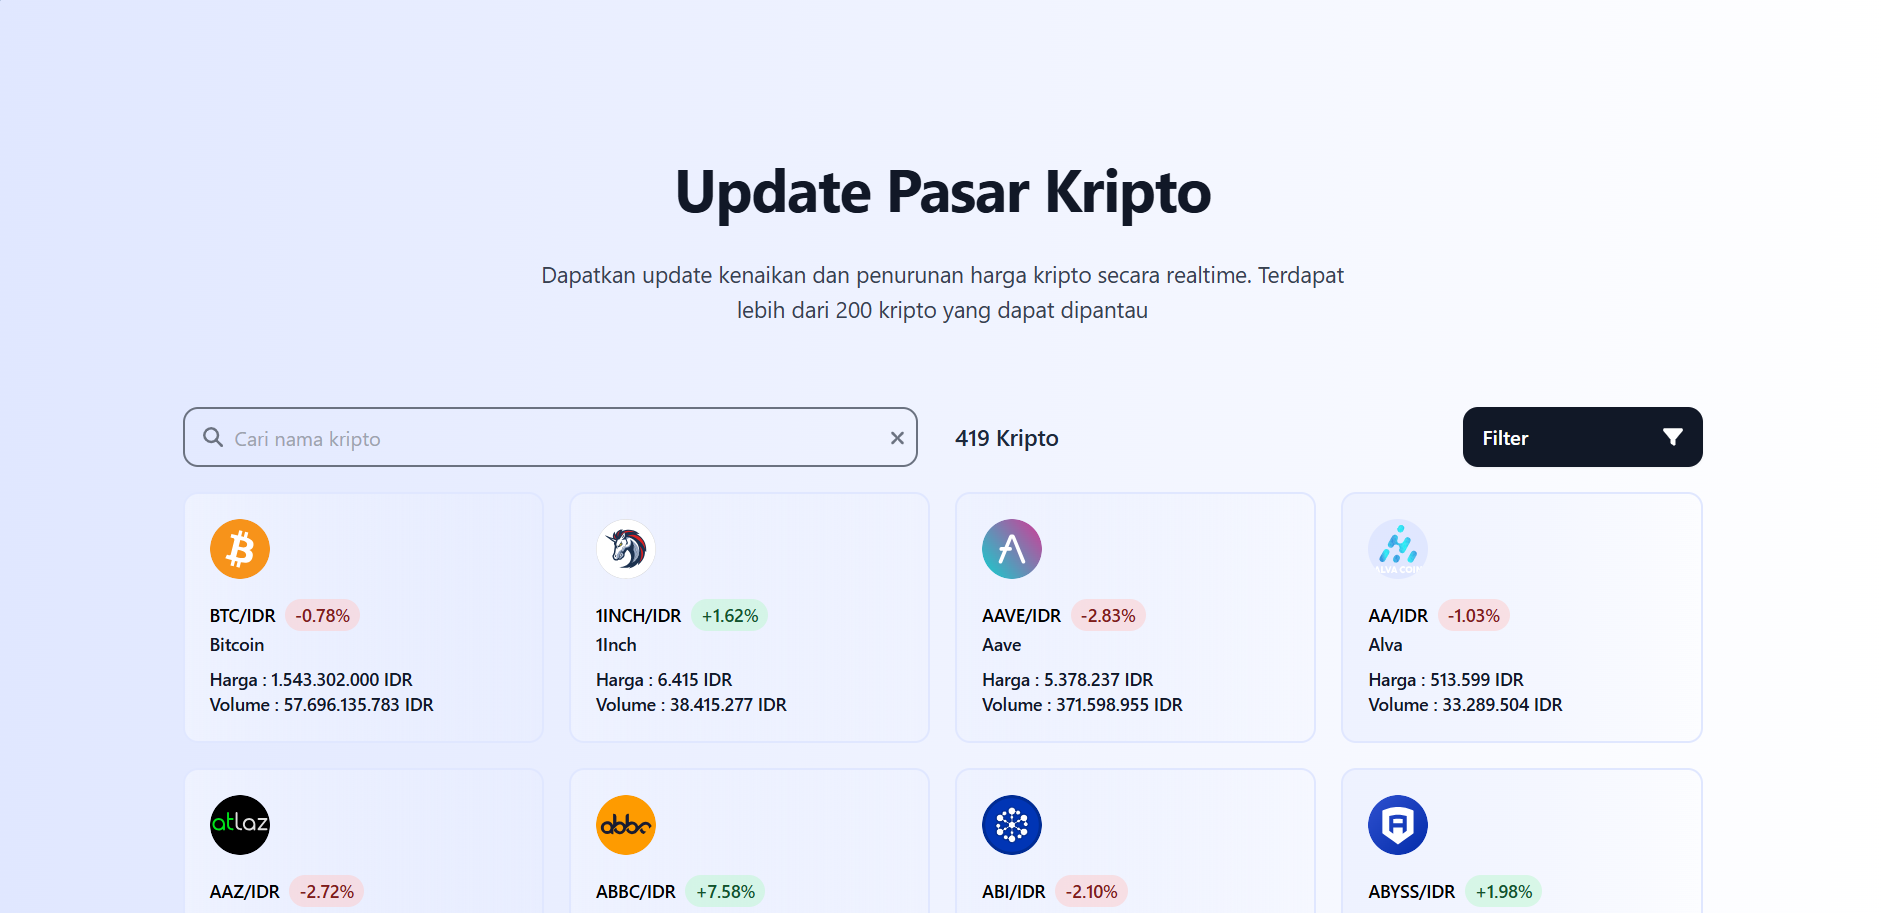 Update Pasar Kripto
Dapatkan update kenaikan dan penurunan harga kripto secara realtime. Terdapat
lebih dari 200 kripto yang dapat dipantau
Cari nama kripto
419 Kripto
Filter
BTC/IDR -0.78%
Bitcoin
Harga : 1.543.302.000 IDR
Volume : 57.696.135.783 IDR
1INCH/IDR +1.62%
1Inch
Harga : 6.415 IDR
Volume : 38.415.277 IDR
AAVE/IDR -2.83%
Aave
Harga : 5.378.237 IDR
Volume : 371.598.955 IDR
ALVA COIN
AA/IDR -1.03%
Alva
Harga : 513.599 IDR
Volume : 33.289.504 IDR
atlaz
AAZ/IDR -2.72%
abbc
ABBC/IDR +7.58%
ABI/IDR -2.10%
ABYSS/IDR +1.98%